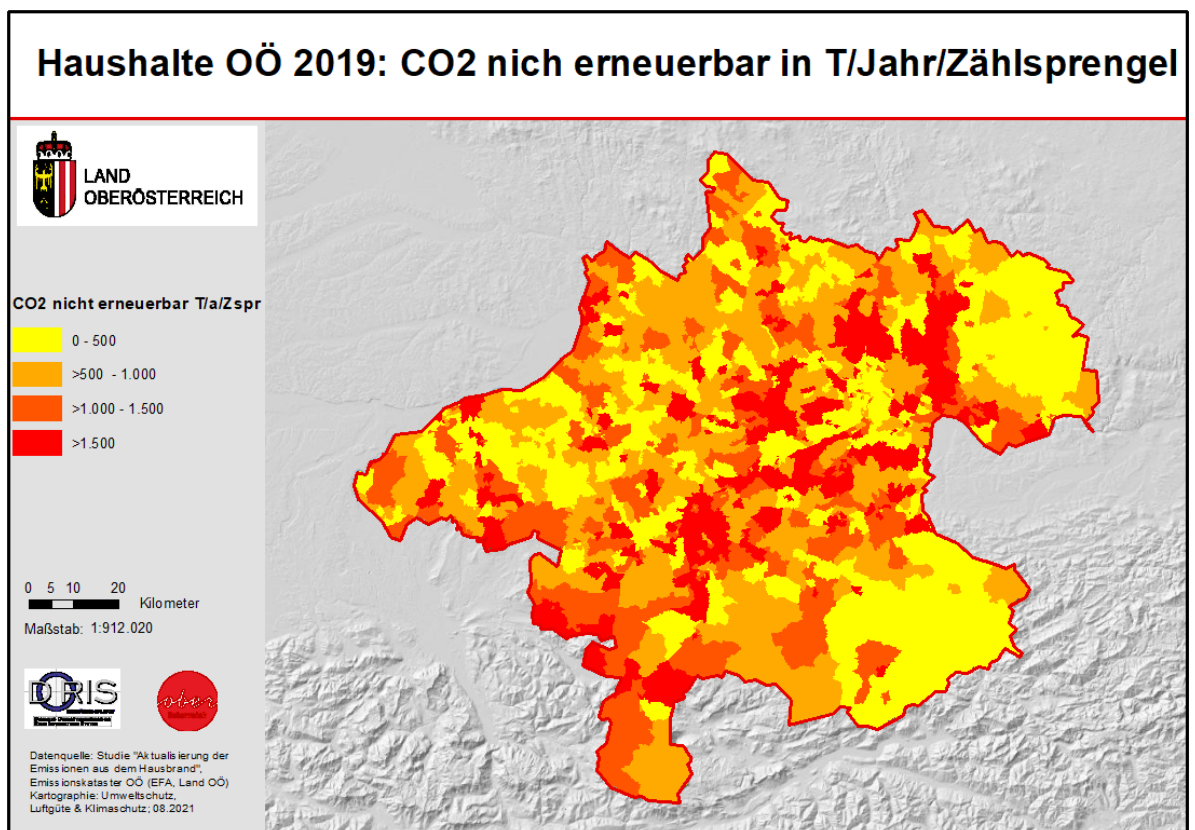 Haushalte OÖ 2019: CO2 nich erneuerbar in T/Jahr/Zählsprengel
LAND
OBERÖSTERREICH
CO2 nicht erneuerbar T/a/Zspr
0 - 500
>500 - 1.000
>1.000 - 1.500
>1.500
0 5 10 20
Kilometer
Maßstab: 1:912.020
DORIS
ober
österreich
Datenquelle: Studie "Aktualisierung der
Emissionen aus dem Hausbrand",
Emissionskataster OÖ (EFA, Land OÖ)
Kartographie: Umweltschutz,
Luftgüte & Klimaschutz; 08.2021